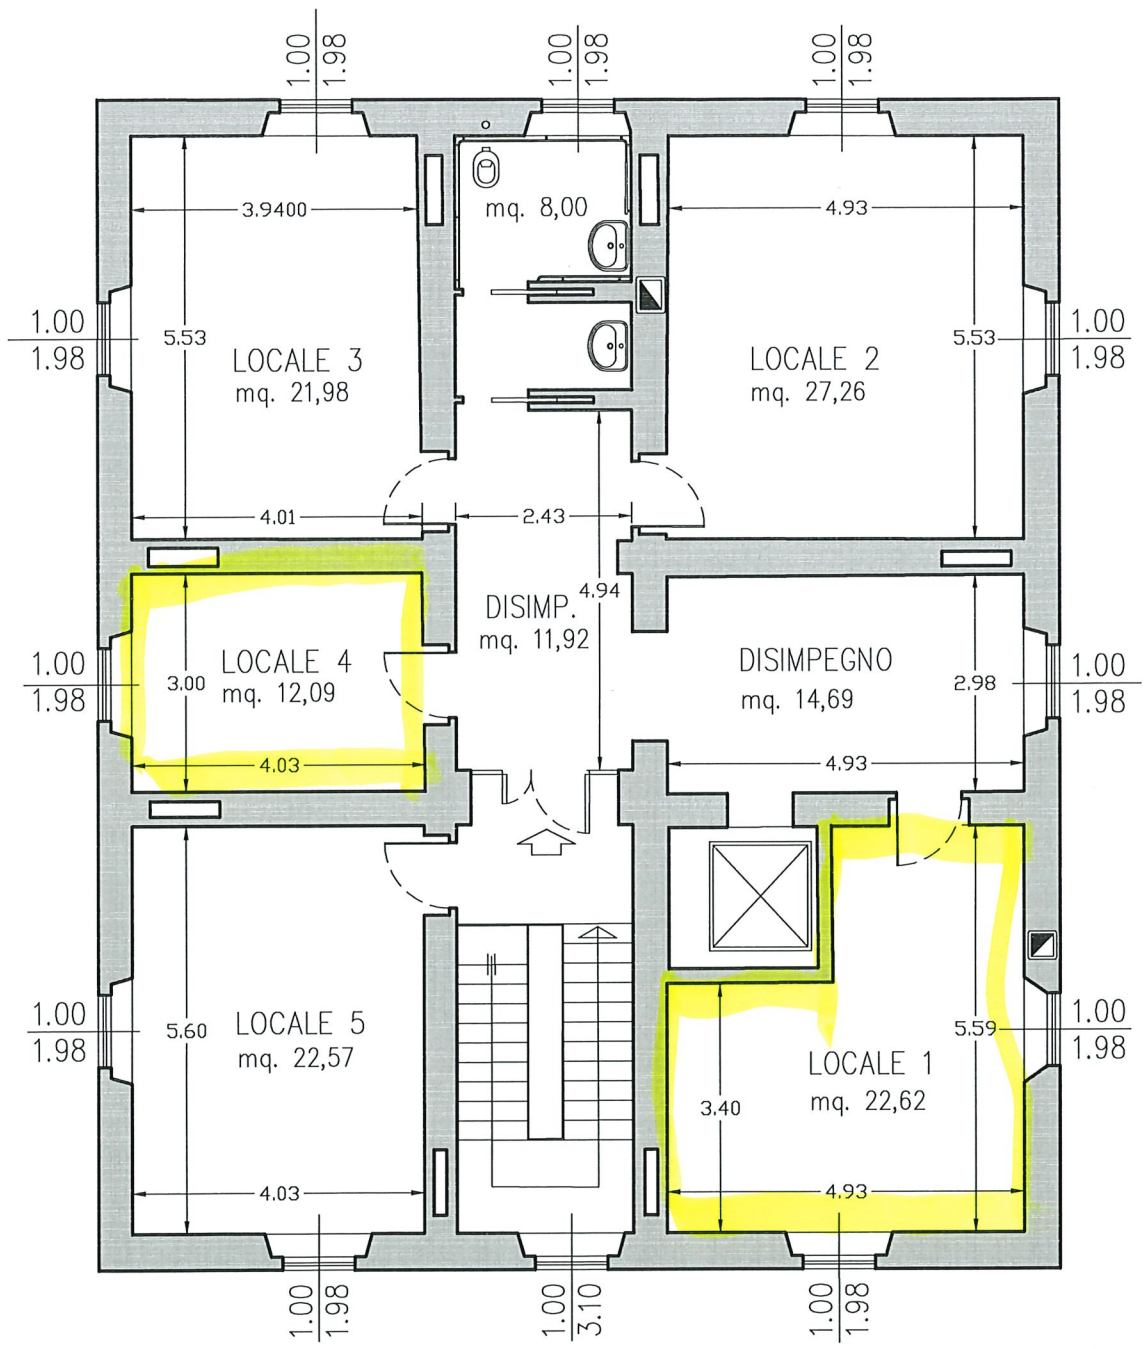 1.00
1.98
1.00
1.98
1.00
1.98
3.9400
mq. 8,00
4.93
1.00
1.98
5.53
LOCALE 3
mq. 21,98
LOCALE 2
mq. 27,26
5.53
1.00
1.98
4.01
2.43
4.94
DISIMP.
mq. 11,92
1.00
1.98
3.00
LOCALE 4
mq. 12,09
4.03
DISIMPEGNO
mq. 14,69
2.98
4.93
1.00
1.98
1.00
1.98
5.60
LOCALE 5
mq. 22,57
4.03
3.40
LOCALE 1
mq. 22,62
5.59
4.93
1.00
1.98
1.00
1.98
1.00
3.10
1.00
1.98